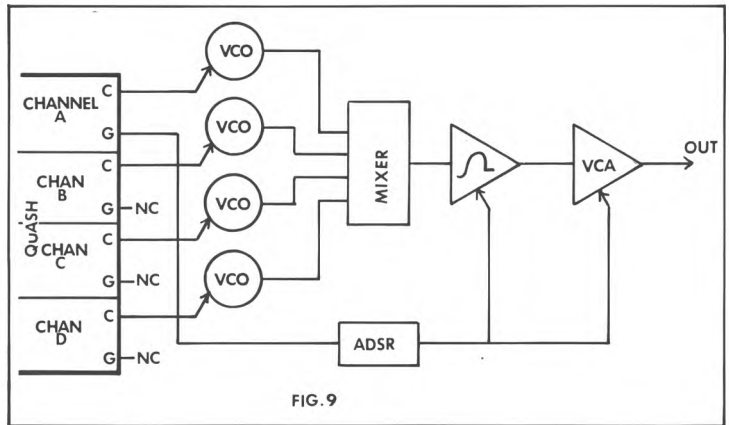 CHANNEL A
C
G
CHAN B
C
G NC
QuASH
CHAN C
C
G NC
CHAN D
C
G NC
VCO
VCO
VCO
VCO
MIXER
VCA
OUT
ADSR
FIG.9